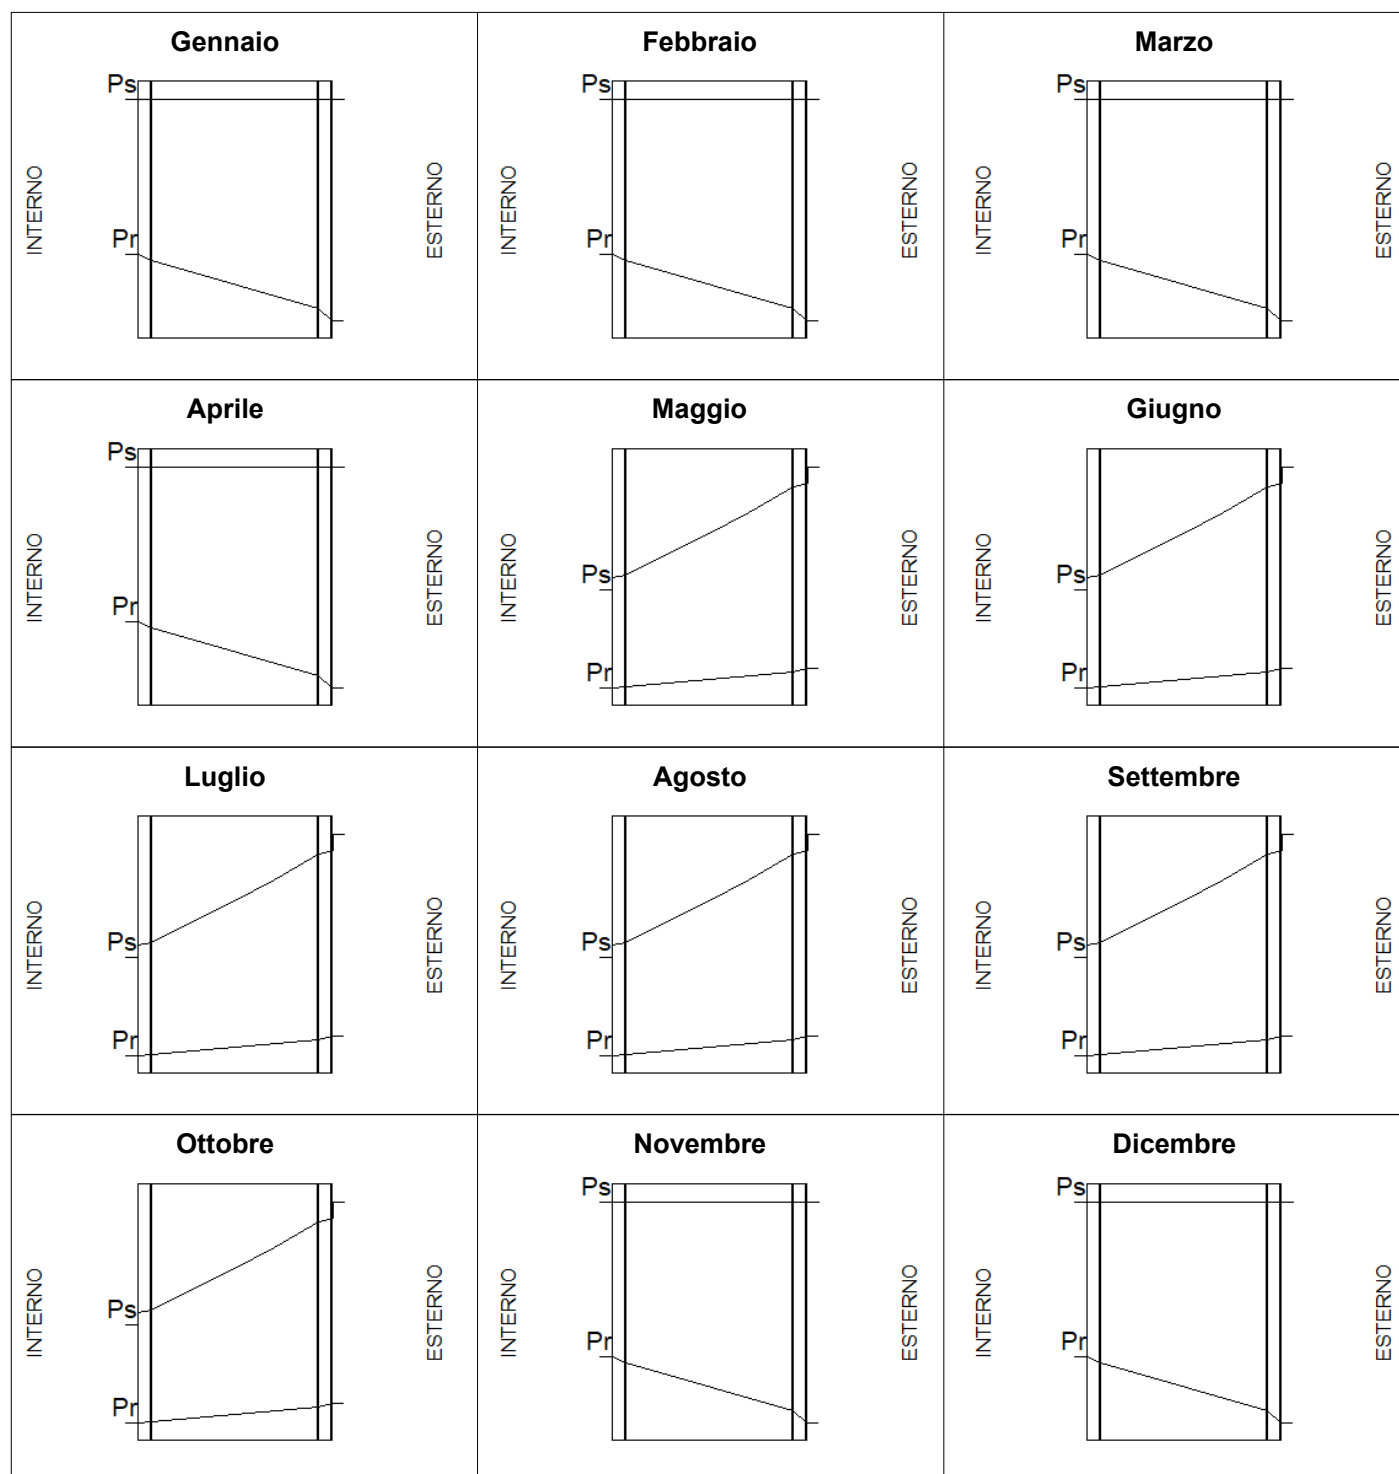 Gennaio
Ps
Pr
INTERNO
ESTERNO
Febbraio
Ps
Pr
INTERNO
ESTERNO
Marzo
Ps
Pr
INTERNO
ESTERNO
Aprile
Ps
Pr
INTERNO
ESTERNO
Maggio
Ps
Pr
INTERNO
ESTERNO
Giugno
Ps
Pr
INTERNO
ESTERNO
Luglio
Ps
Pr
INTERNO
ESTERNO
Agosto
Ps
Pr
INTERNO
ESTERNO
Settembre
Ps
Pr
INTERNO
ESTERNO
Ottobre
Ps
Pr
INTERNO
ESTERNO
Novembre
Ps
Pr
INTERNO
ESTERNO
Dicembre
Ps
Pr
INTERNO
ESTERNO